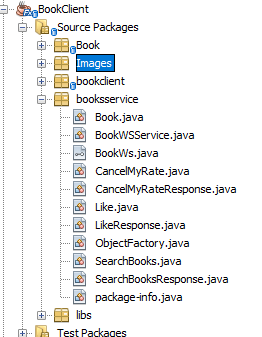 BookClient
Source Packages
Book
Images
bookclient
booksservice
Book.java
BookWSService.java
BookWs.java
CancelMyRate.java
CancelMyRateResponse.java
Like.java
LikeResponse.java
ObjectFactory.java
SearchBooks.java
SearchBooksResponse.java
package-info.java
libs
Test Packages